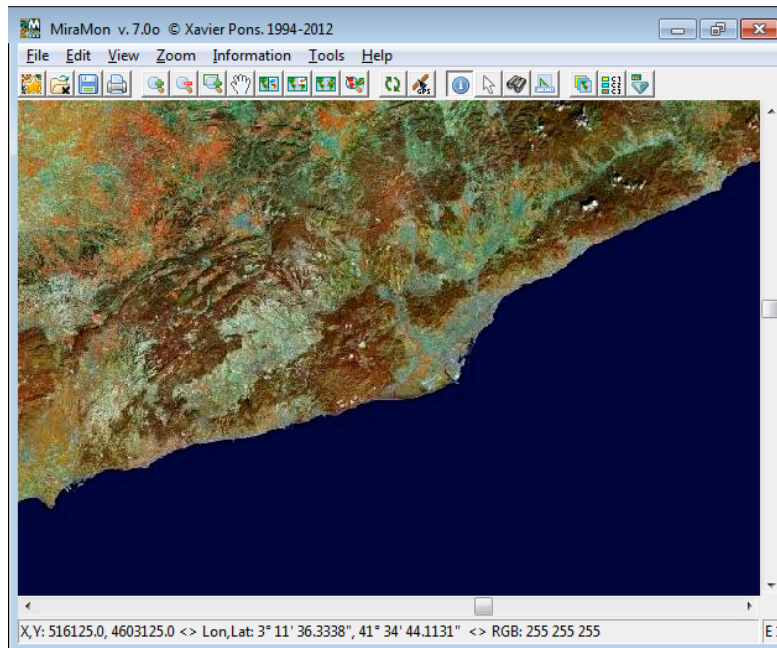 MiraMon v. 7.0o © Xavier Pons. 1994-2012
File Edit View Zoom Information Tools Help
GPS
X,Y: 516125.0, 4603125.0 <> Lon,Lat: 3° 11' 36.3338", 41° 34' 44.1131" <> RGB: 255 255 255